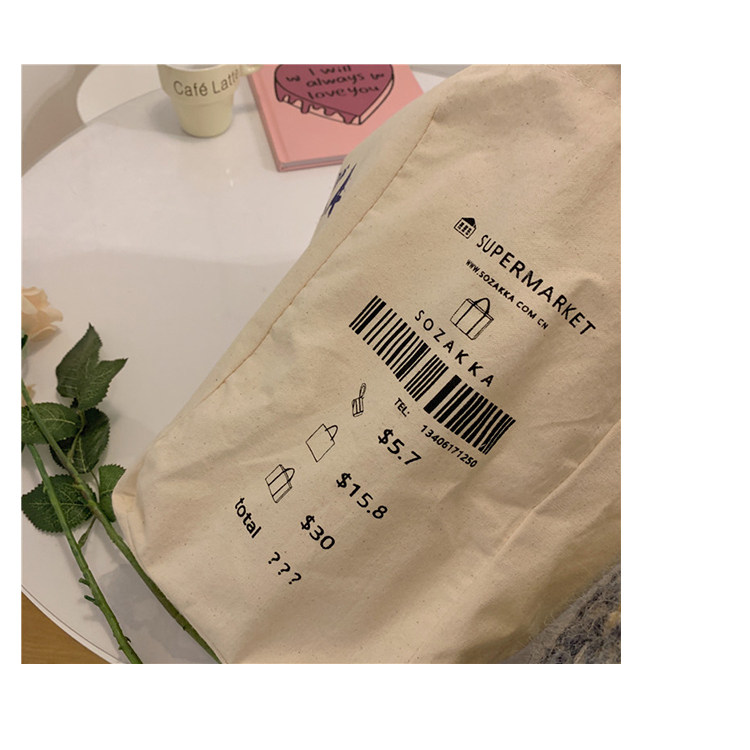 Café Latte
I will
always
love you
SUPERMARKET
WWW.SOZAKKA COM CN
SOZAKKA
TEL: 13406171250
$5.7
$15.8
$30
total ???